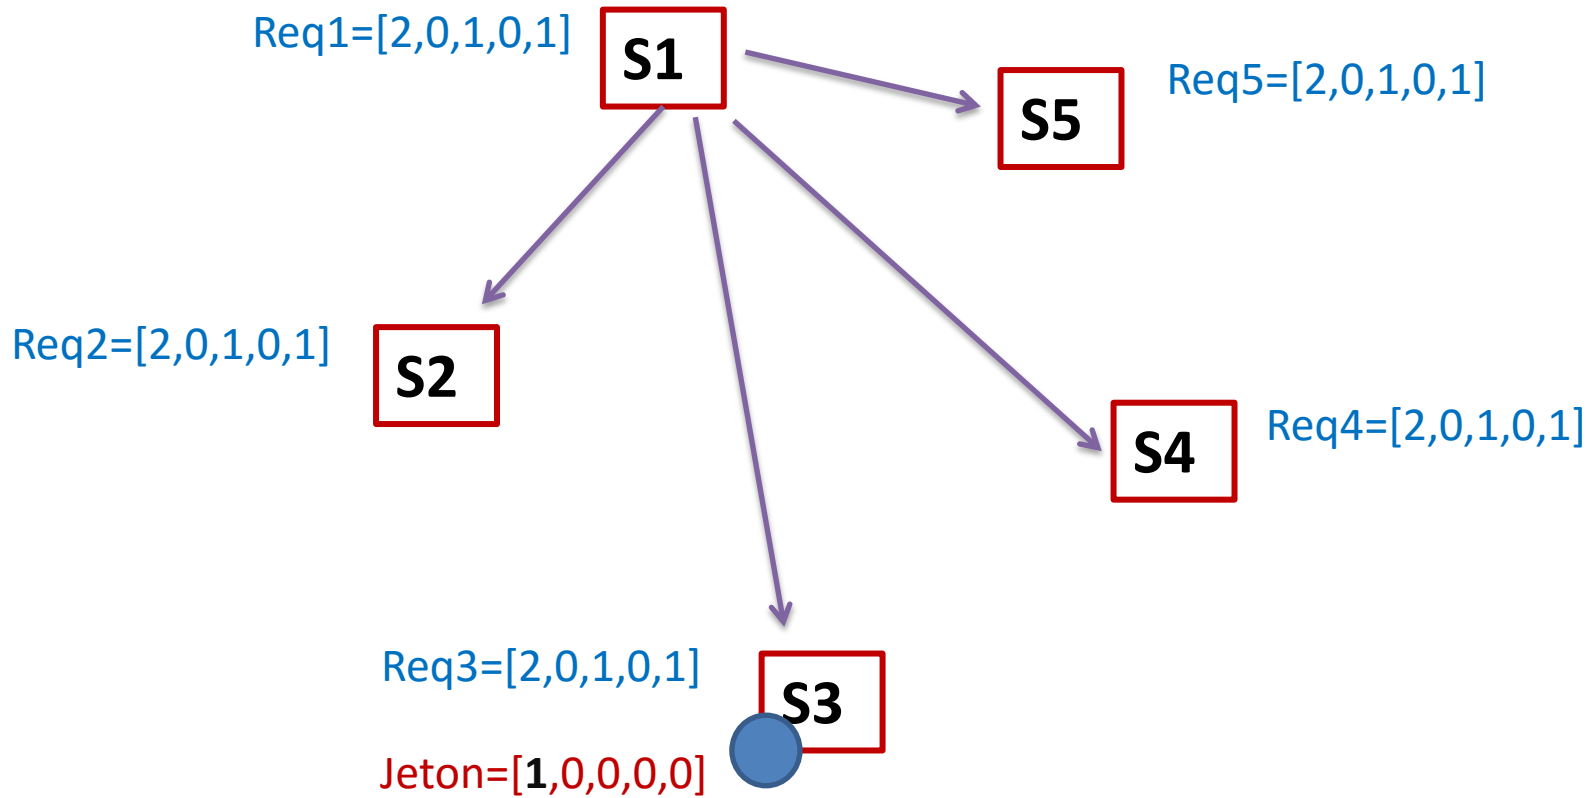 Req1=[2,0,1,0,1]
S1
Req5=[2,0,1,0,1]
S5
Req2=[2,0,1,0,1]
S2
Req4=[2,0,1,0,1]
S4
Req3=[2,0,1,0,1]
S3
Jeton=[1,0,0,0,0]